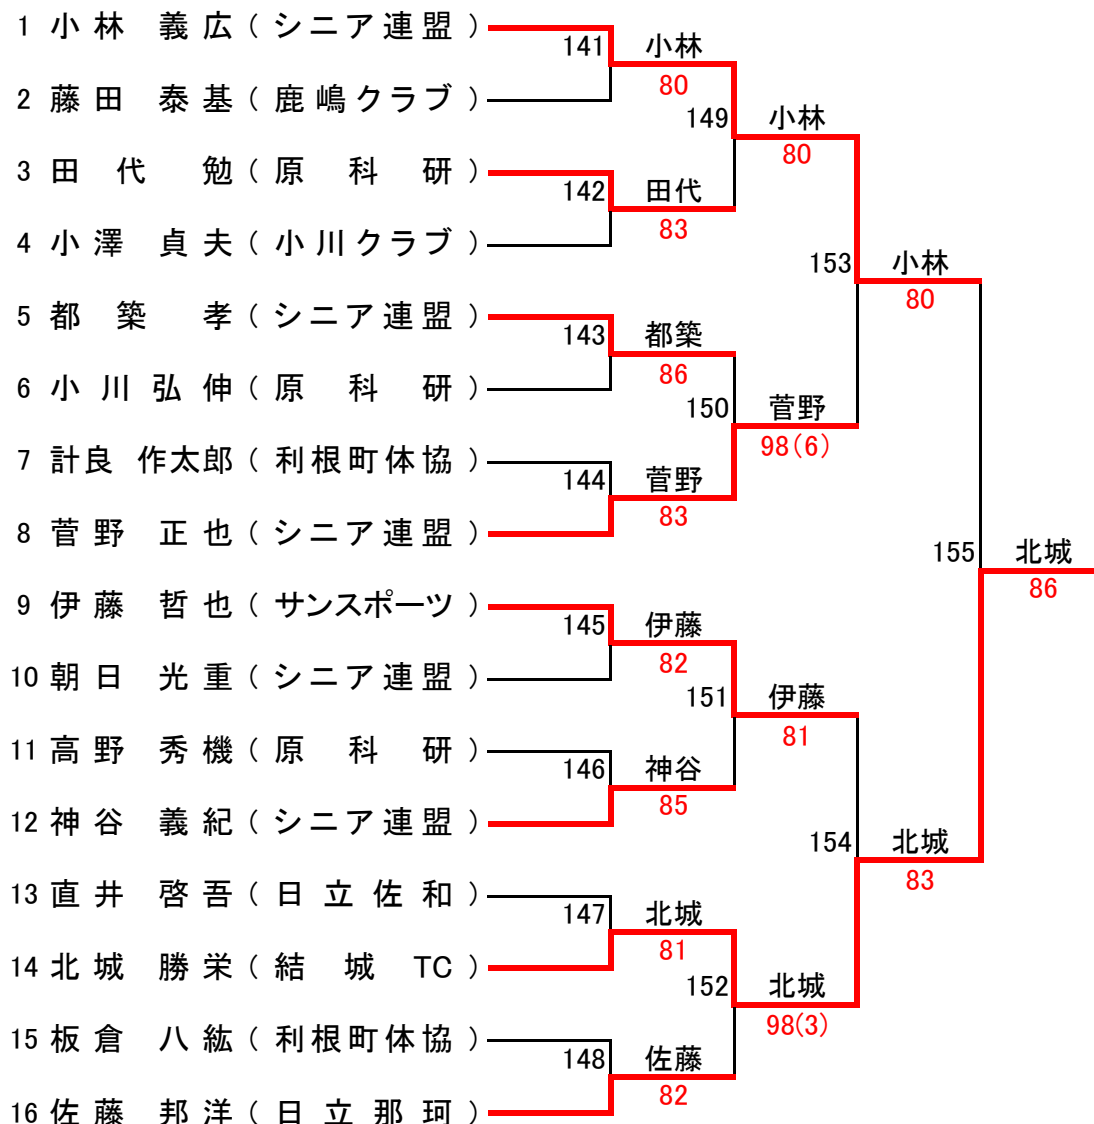 1 小林 義広 ( シニア連盟 )
141 小林
80
2 藤田 泰基 ( 鹿嶋クラブ )
149 小林
80
3 田代 勉 ( 原科研 )
142 田代
83
4 小澤 貞夫 ( 小川クラブ )
153 小林
80
5 都築 孝 ( シニア連盟 )
143 都築
86
6 小川 弘伸 ( 原科研 )
150 菅野
98(6)
7 計良 作太郎 ( 利根町体協 )
144 菅野
83
8 菅野 正也 ( シニア連盟 )
155 北城
86
9 伊藤 哲也 ( サンスポーツ )
145 伊藤
82
10 朝日 光重 ( シニア連盟 )
151 伊藤
81
11 高野 秀機 ( 原科研 )
146 神谷
85
12 神谷 義紀 ( シニア連盟 )
154 北城
83
13 直井 啓吾 ( 日立佐和 )
147 北城
81
14 北城 勝栄 ( 結城 TC )
152 北城
98(3)
15 板倉 八紘 ( 利根町体協 )
148 佐藤
82
16 佐藤 邦洋 ( 日立那珂 )